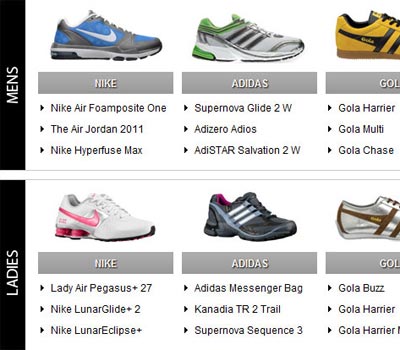 MENS
NIKE
Nike Air Foamposite One
The Air Jordan 2011
Nike Hyperfuse Max
ADIDAS
Supernova Glide 2 W
Adizero Adios
AdiSTAR Salvation 2 W
GOL
Gola Harrier
Gola Multi
Gola Chase
LADIES
NIKE
Lady Air Pegasus+ 27
Nike LunarGlide+ 2
Nike LunarEclipse+
ADIDAS
Adidas Messenger Bag
Kanadia TR 2 Trail
Supernova Sequence 3
GOL
Gola Buzz
Gola Harrier
Gola Harrier M